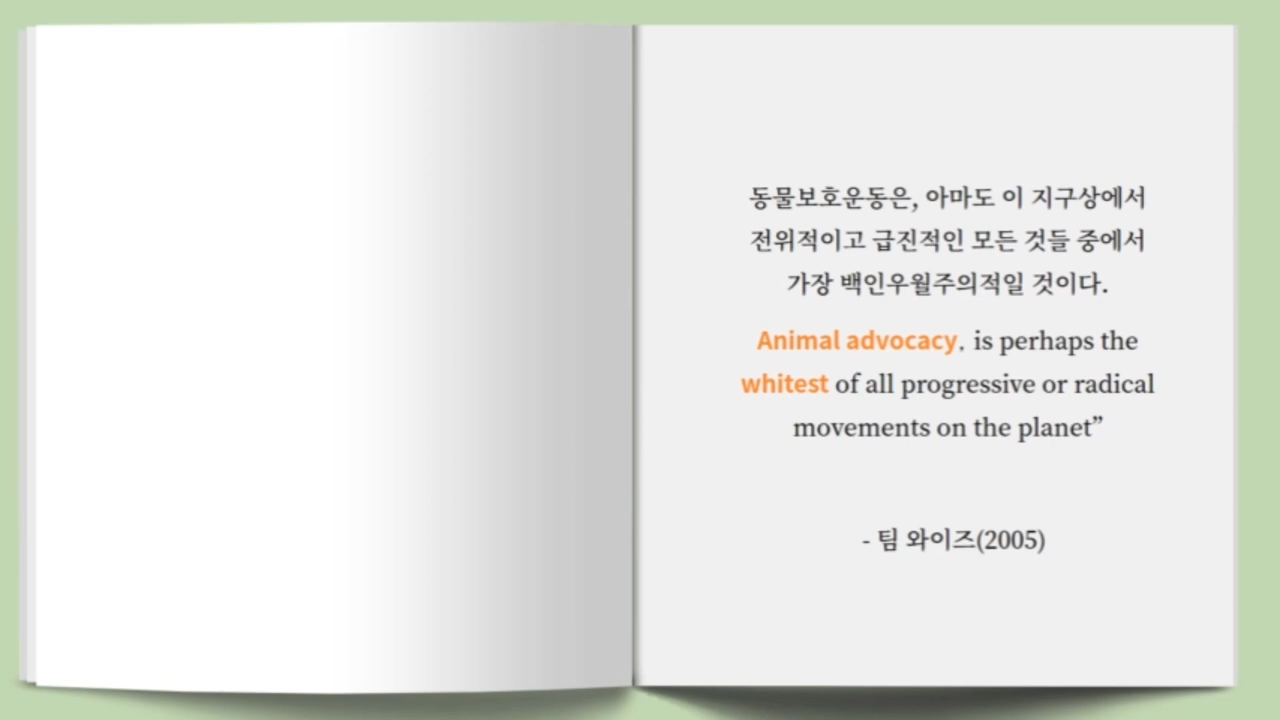 동물보호운동은, 아마도 이 지구상에서
전위적이고 급진적인 모든 것들 중에서
가장 백인우월주의적일 것이다.
Animal advocacy, is perhaps the
whitest of all progressive or radical
movements on the planet”
- 팀 와이즈(2005)